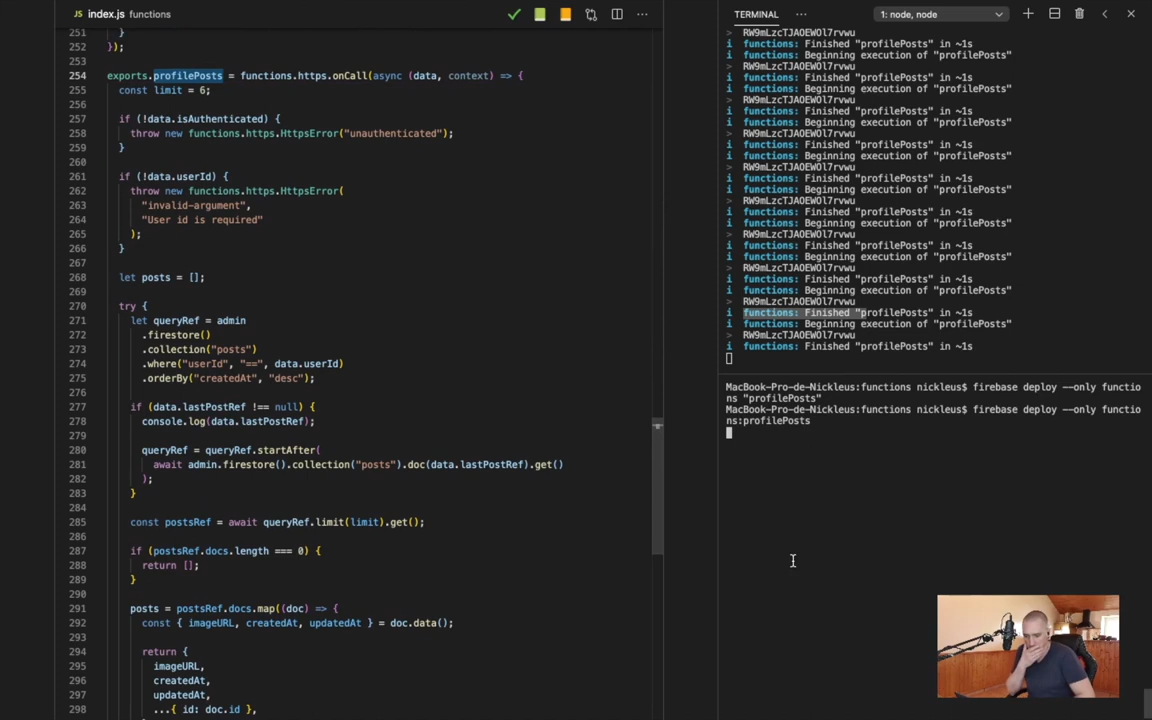 JS index.js functions
TERMINAL ···
1: node, node
251 }
252 });
253
254 exports.profilePosts = functions.https.onCall(async (data, context) => {
255 const limit = 6;
256
257 if (!data.isAuthenticated) {
258 throw new functions.https.HttpsError("unauthenticated");
259 }
260
261 if (!data.userId) {
262 throw new functions.https.HttpsError(
263 "invalid-argument",
264 "User id is required"
265 );
266 }
267
268 let posts = [];
269
270 try {
271 let queryRef = admin
272 .firestore()
273 .collection("posts")
274 .where("userId", "==", data.userId)
275 .orderBy("createdAt", "desc");
276
277 if (data.lastPostRef !== null) {
278 console.log(data.lastPostRef);
279
280 queryRef = queryRef.startAfter(
281 await admin.firestore().collection("posts").doc(data.lastPostRef).get()
282 );
283 }
284
285 const postsRef = await queryRef.limit(limit).get();
286
287 if (postsRef.docs.length === 0) {
288 return [];
289 }
290
291 posts = postsRef.docs.map((doc) => {
292 const { imageURL, createdAt, updatedAt } = doc.data();
293
294 return {
295 imageURL,
296 createdAt,
297 updatedAt,
298 ...{ id: doc.id },
> RW9mLzcTJAOEWOl7rvwu
i functions: Finished "profilePosts" in ~1s
i functions: Beginning execution of "profilePosts"
> RW9mLzcTJAOEWOl7rvwu
i functions: Finished "profilePosts" in ~1s
i functions: Beginning execution of "profilePosts"
> RW9mLzcTJAOEWOl7rvwu
i functions: Finished "profilePosts" in ~1s
i functions: Beginning execution of "profilePosts"
> RW9mLzcTJAOEWOl7rvwu
i functions: Finished "profilePosts" in ~1s
i functions: Beginning execution of "profilePosts"
> RW9mLzcTJAOEWOl7rvwu
i functions: Finished "profilePosts" in ~1s
i functions: Beginning execution of "profilePosts"
> RW9mLzcTJAOEWOl7rvwu
i functions: Finished "profilePosts" in ~1s
i functions: Beginning execution of "profilePosts"
> RW9mLzcTJAOEWOl7rvwu
i functions: Finished "profilePosts" in ~1s
i functions: Beginning execution of "profilePosts"
> RW9mLzcTJAOEWOl7rvwu
i functions: Finished "profilePosts" in ~1s
i functions: Beginning execution of "profilePosts"
> RW9mLzcTJAOEWOl7rvwu
i functions: Finished "profilePosts" in ~1s
i functions: Beginning execution of "profilePosts"
> RW9mLzcTJAOEWOl7rvwu
i functions: Finished "profilePosts" in ~1s
MacBook-Pro-de-Nickleus:functions nickleus$ firebase deploy --only functio
ns "profilePosts"
MacBook-Pro-de-Nickleus:functions nickleus$ firebase deploy --only functio
ns:profilePosts